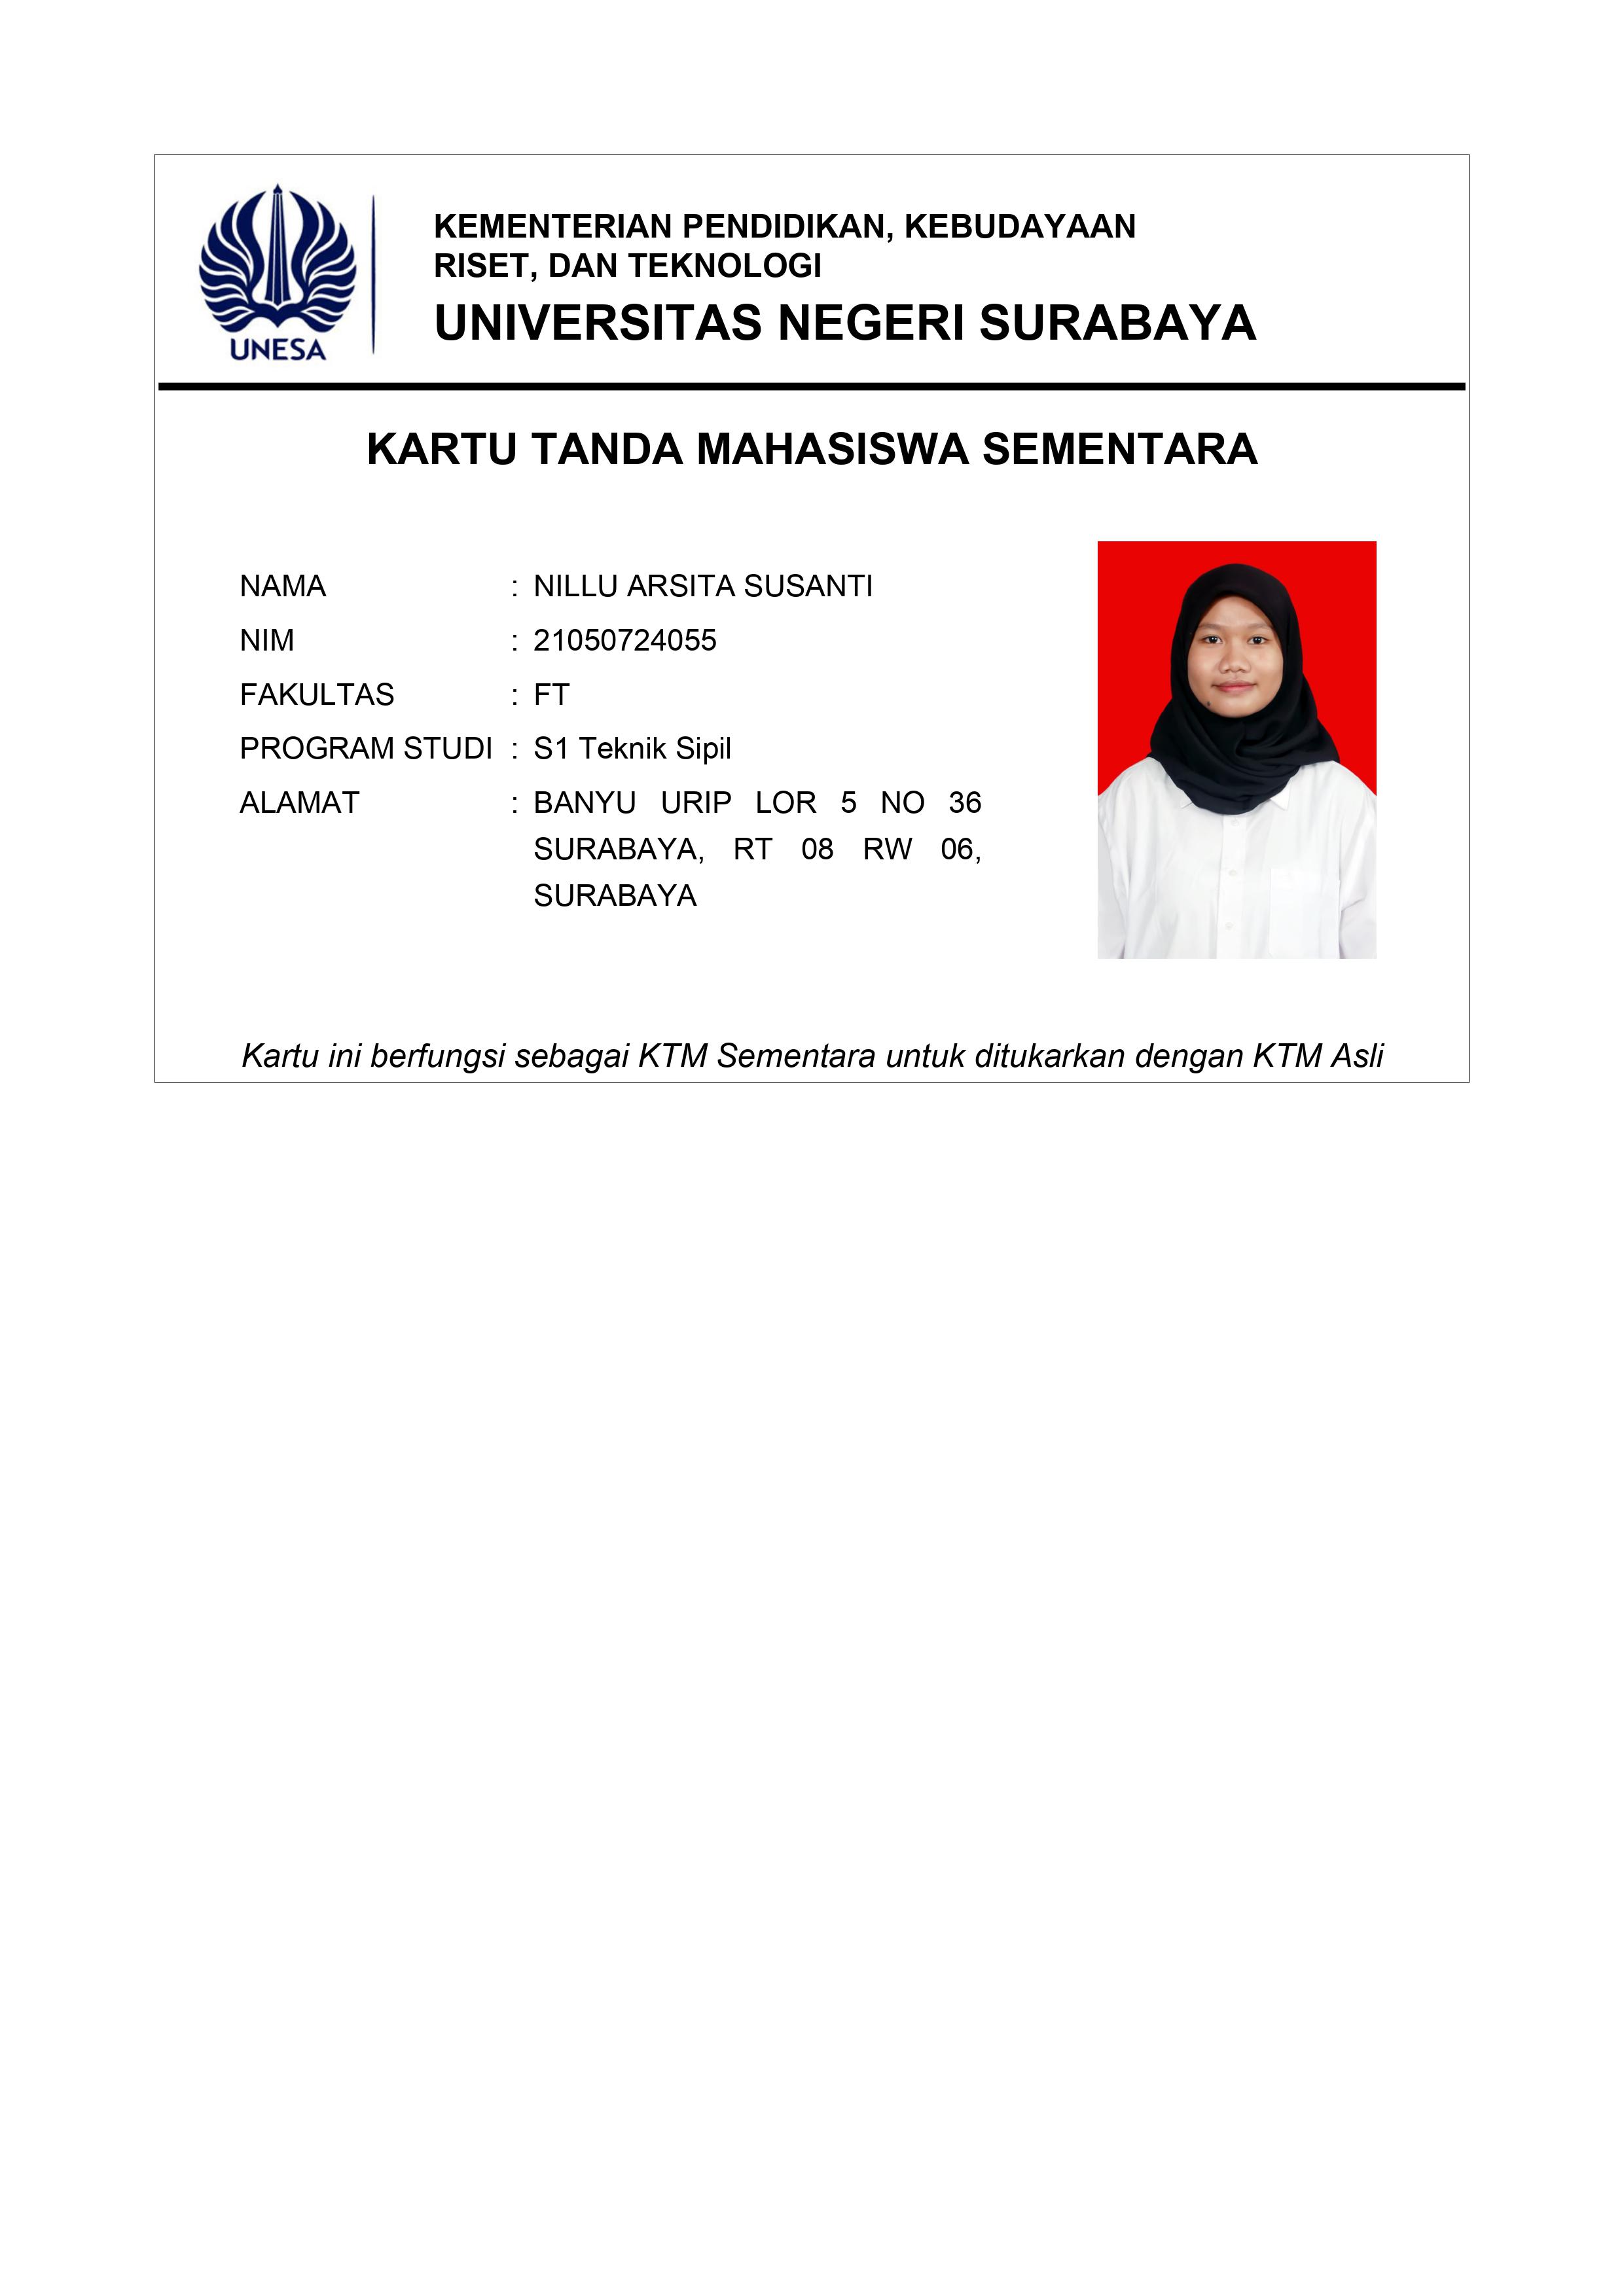 UNESA
KEMENTERIAN PENDIDIKAN, KEBUDAYAAN
RISET, DAN TEKNOLOGI
UNIVERSITAS NEGERI SURABAYA
KARTU TANDA MAHASISWA SEMENTARA
NAMA : NILLU ARSITA SUSANTI
NIM : 21050724055
FAKULTAS : FT
PROGRAM STUDI : S1 Teknik Sipil
ALAMAT : BANYU URIP LOR 5 NO 36
SURABAYA, RT 08 RW 06,
SURABAYA
Kartu ini berfungsi sebagai KTM Sementara untuk ditukarkan dengan KTM Asli